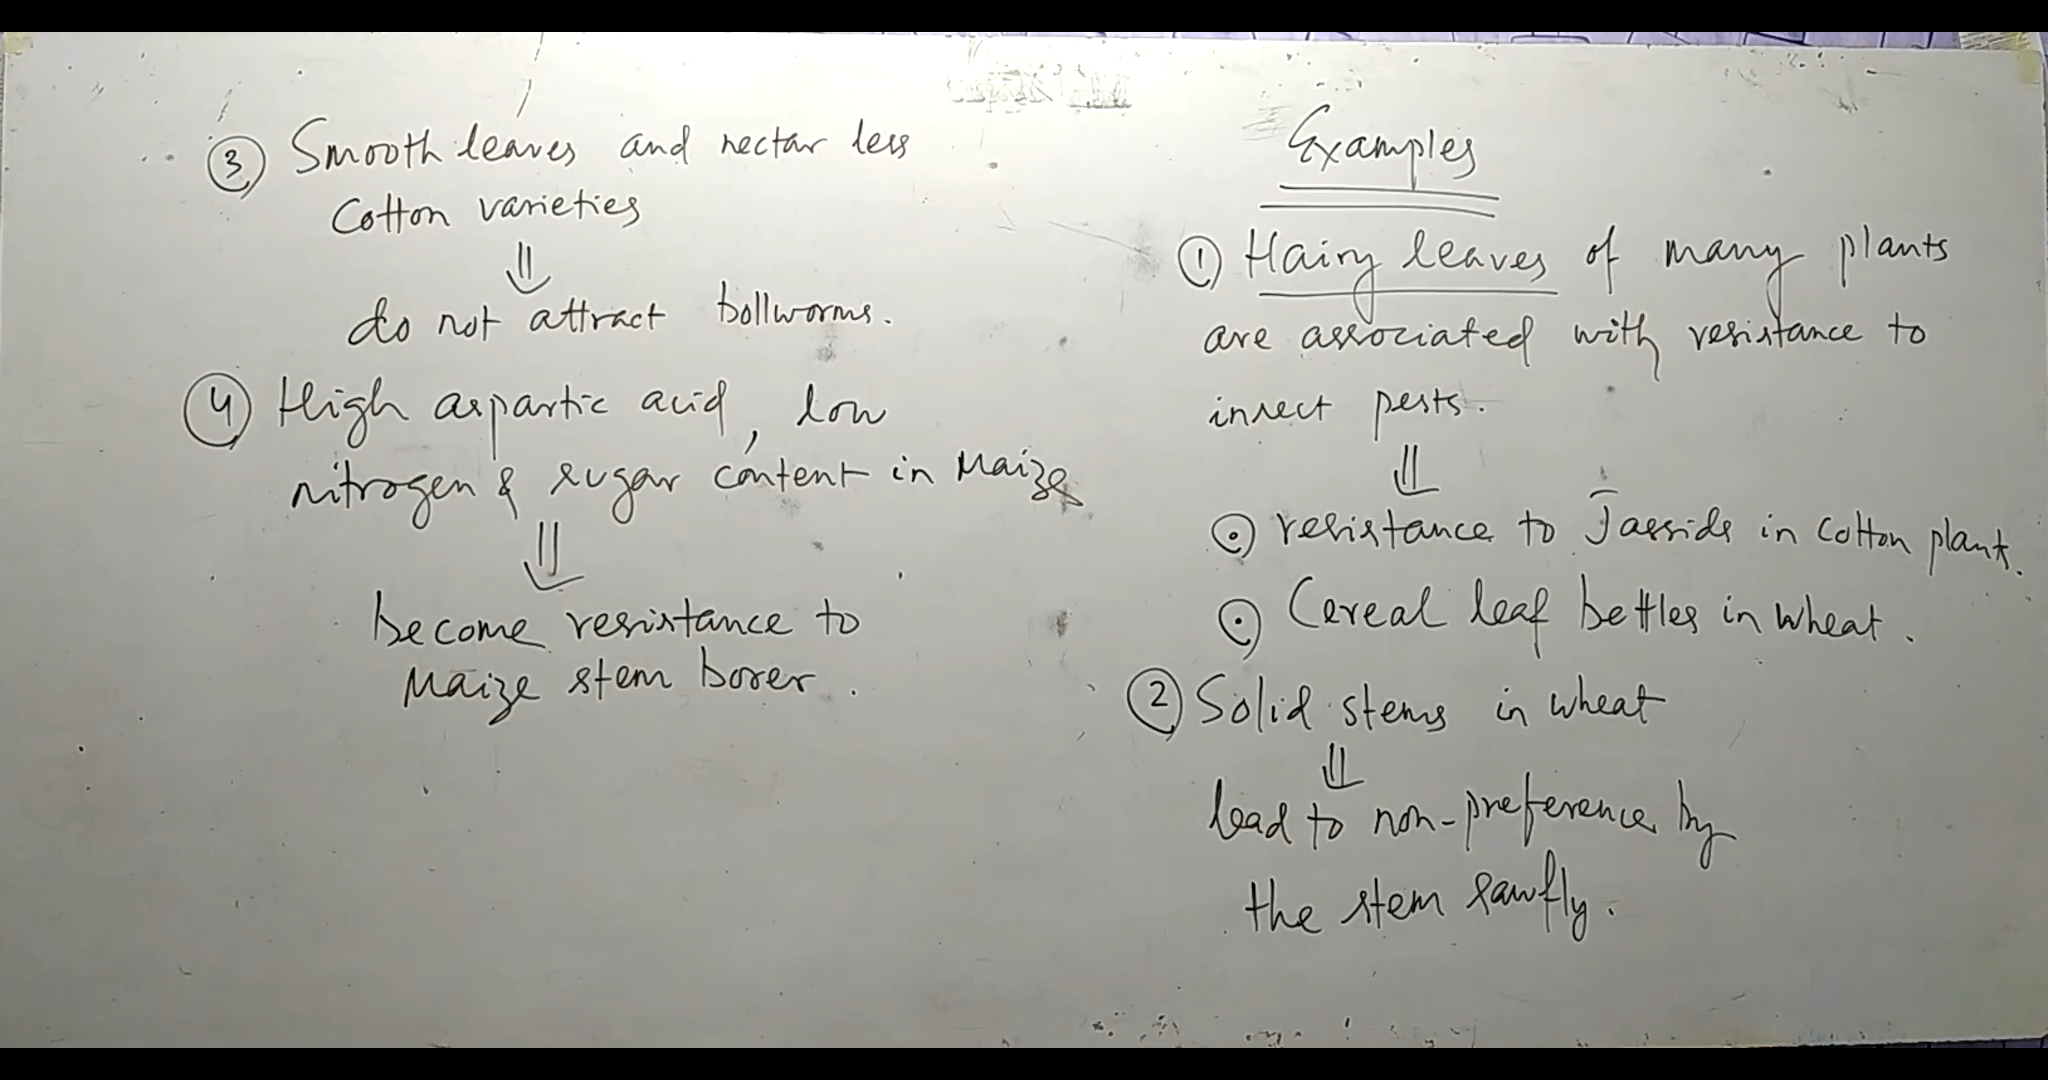 Examples
① Hairy leaves of many plants
are associated with resistance to
insect pests.
⇓
⊙ resistance to Jassids in cotton plant.
⊙ Cereal leaf bettles in wheat.
② Solid stems in wheat
⇓
lead to non-preference by
the stem sawfly.
③ Smooth leaves and nectar less
Cotton varieties
⇓
do not attract bollworms.
④ High aspartic acid, low
nitrogen & sugar content in Maize
⇓
become resistance to
Maize stem borer.